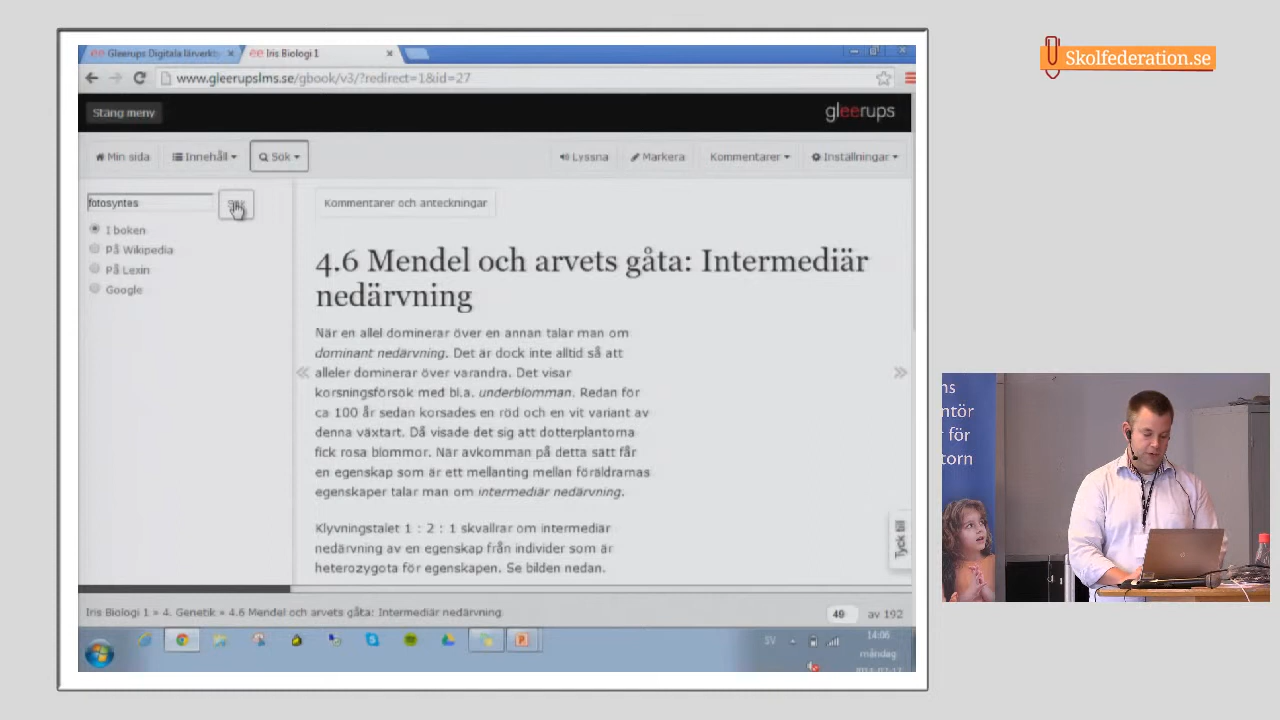 Gleerups Digitala lärverkt
Iris Biologi 1
www.gleerupslms.se/gbook/v3/?redirect=1&id=27
Stäng meny
gleerups
Min sida
Innehåll
Sök
Lyssna
Markera
Kommentarer
Inställningar
fotosyntes
I boken
På Wikipedia
På Lexin
Google
Kommentarer och anteckningar
4.6 Mendel och arvets gåta: Intermediär
nedärvning
När en allel dominerar över en annan talar man om
dominant nedärvning. Det är dock inte alltid så att
alleler dominerar över varandra. Det visar
korsningsförsök med bl.a. underblomman. Redan för
ca 100 år sedan korsades en röd och en vit variant av
denna växtart. Då visade det sig att dotterplantorna
fick rosa blommor. När avkomman på detta sätt får
en egenskap som är ett mellanting mellan föräldrarnas
egenskaper talar man om intermediär nedärvning.
Klyvningstalet 1 : 2 : 1 skvallrar om intermediär
nedärvning av en egenskap från individer som är
heterozygota för egenskapen. Se bilden nedan.
Tyck till
Iris Biologi 1 » 4. Genetik » 4.6 Mendel och arvets gåta: Intermediär nedärvning
49 av 192
SV
14:06
måndag
Skolfederation.se
ns
ntör
r för
torn